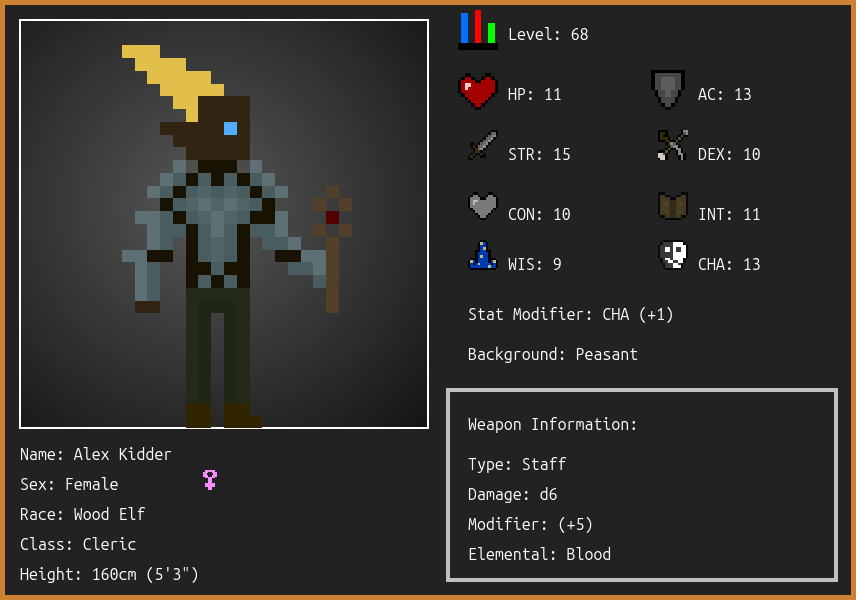 Level: 68
HP: 11
AC: 13
STR: 15
DEX: 10
CON: 10
INT: 11
WIS: 9
CHA: 13
Stat Modifier: CHA (+1)
Background: Peasant
Weapon Information:
Type: Staff
Damage: d6
Modifier: (+5)
Elemental: Blood
Name: Alex Kidder
Sex: Female
Race: Wood Elf
Class: Cleric
Height: 160cm (5'3")